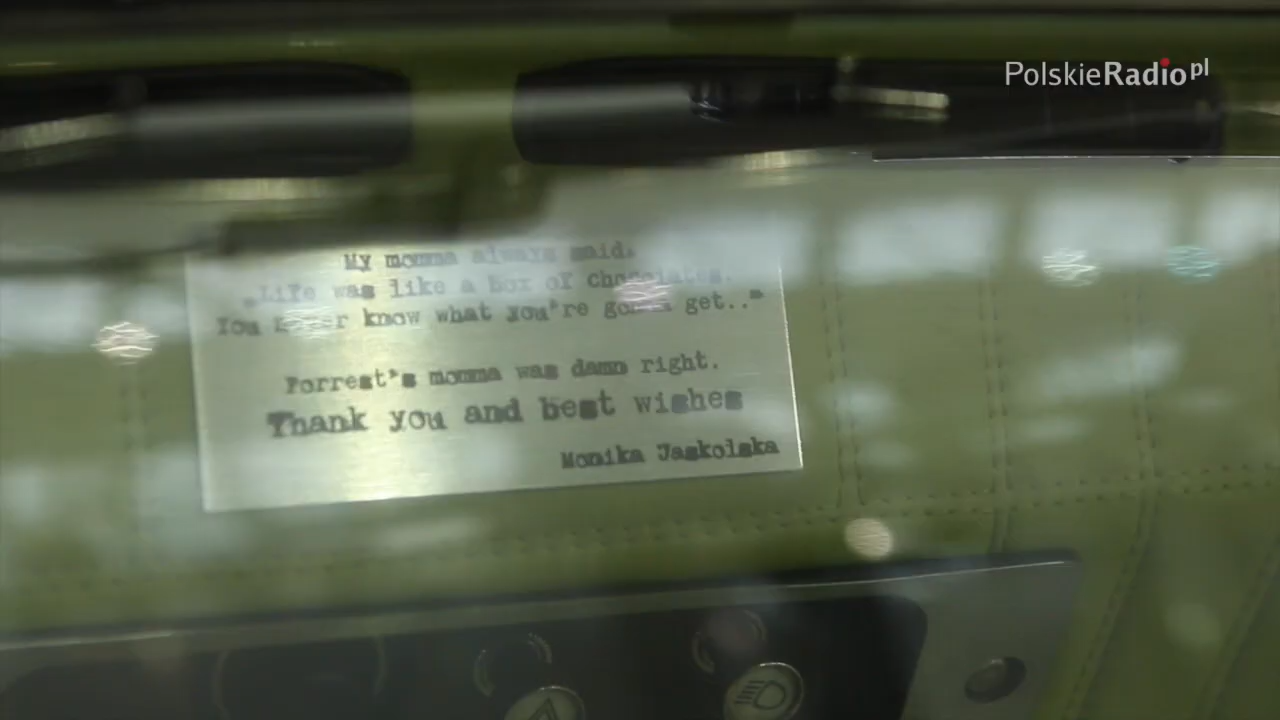 PolskieRadio.pl
My momma always said.
„Life was like a box of chocolates.
You never know what you're gonna get.."
Forrest's momma was damn right.
Thank you and best wishes
Monika Jaskolska